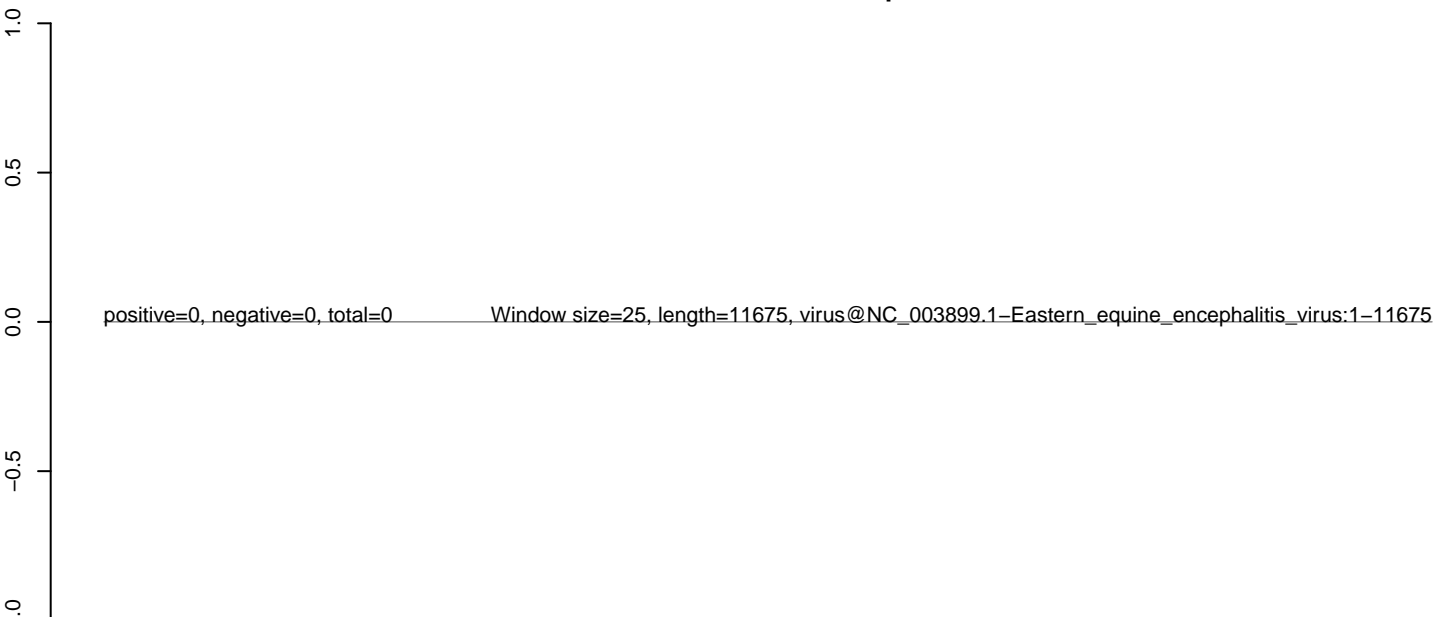 1.0
0.5
0.0
positive=0, negative=0, total=0
Window size=25, length=11675, virus@NC_003899.1−Eastern_equine_encephalitis_virus:1−11675
−0.5